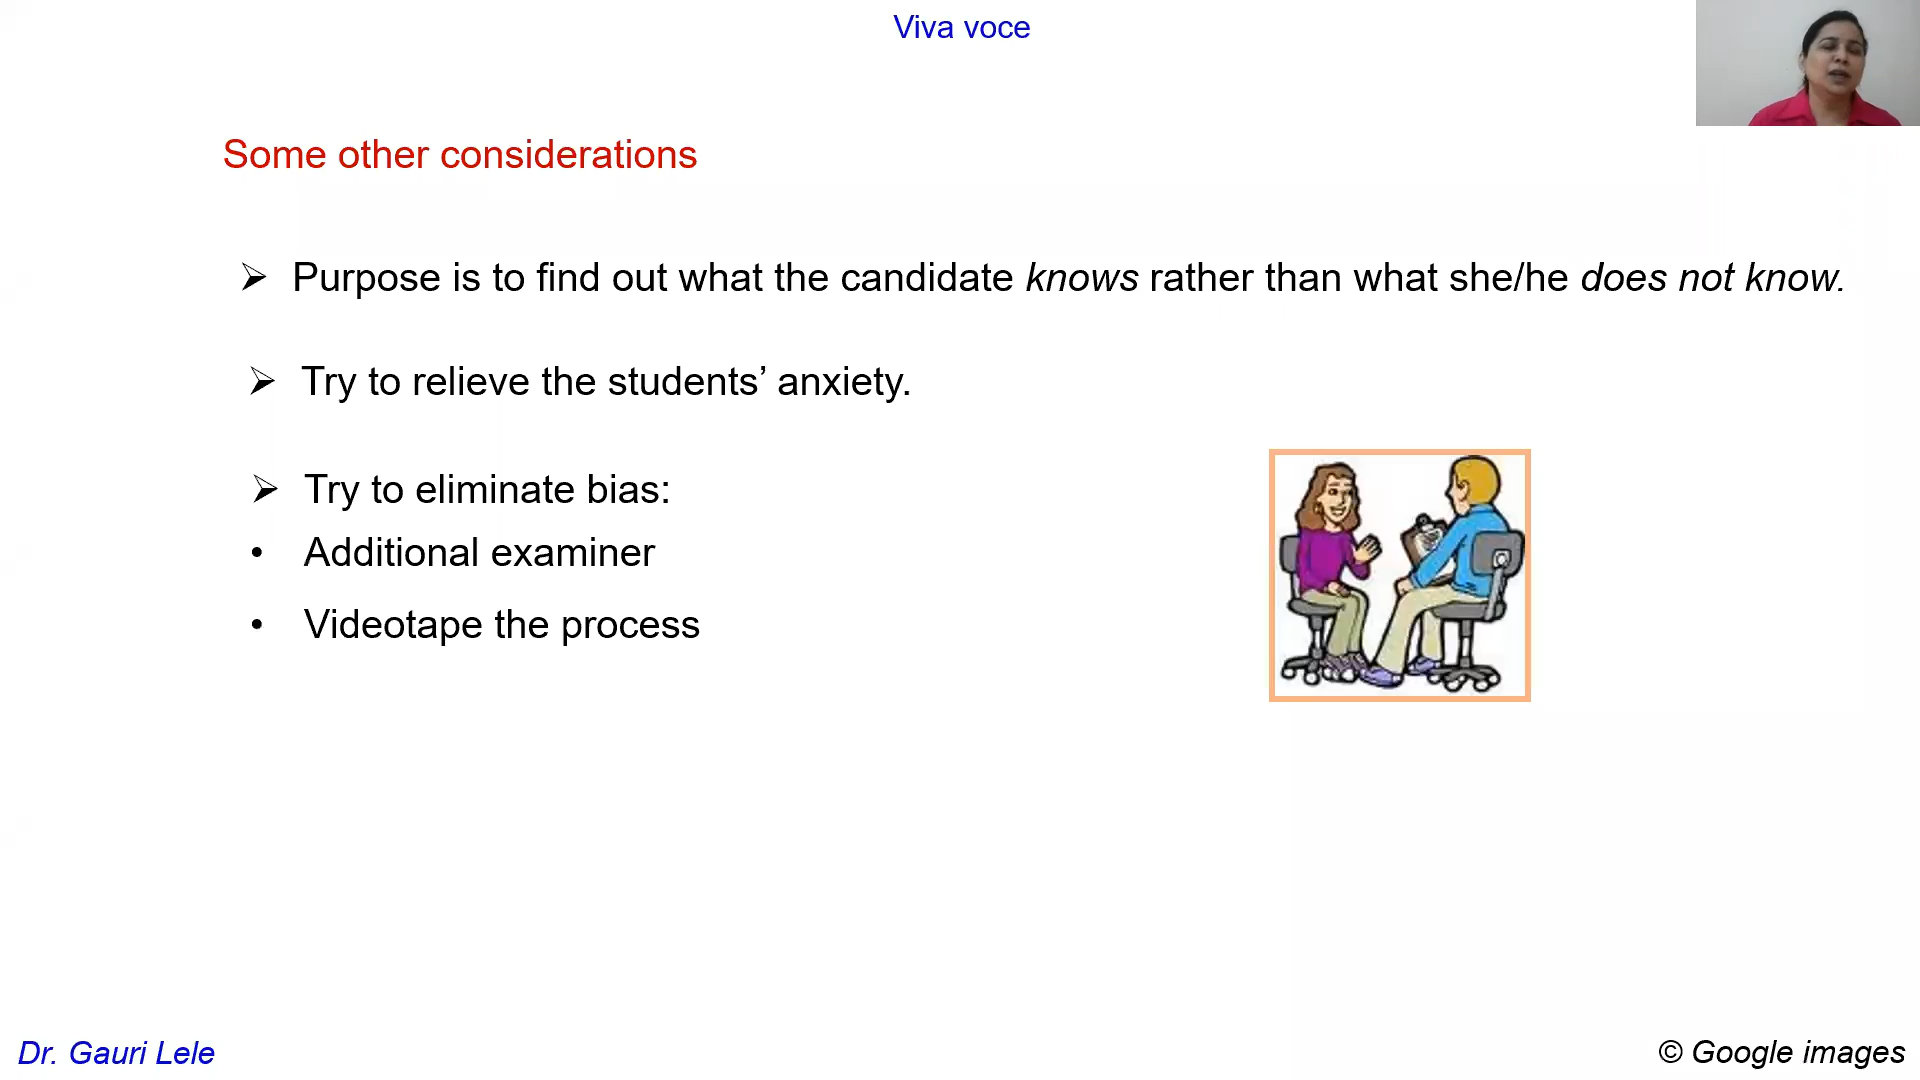 Viva voce
Some other considerations
➢ Purpose is to find out what the candidate knows rather than what she/he does not know.
➢ Try to relieve the students’ anxiety.
➢ Try to eliminate bias:
• Additional examiner
• Videotape the process
Dr. Gauri Lele
© Google images